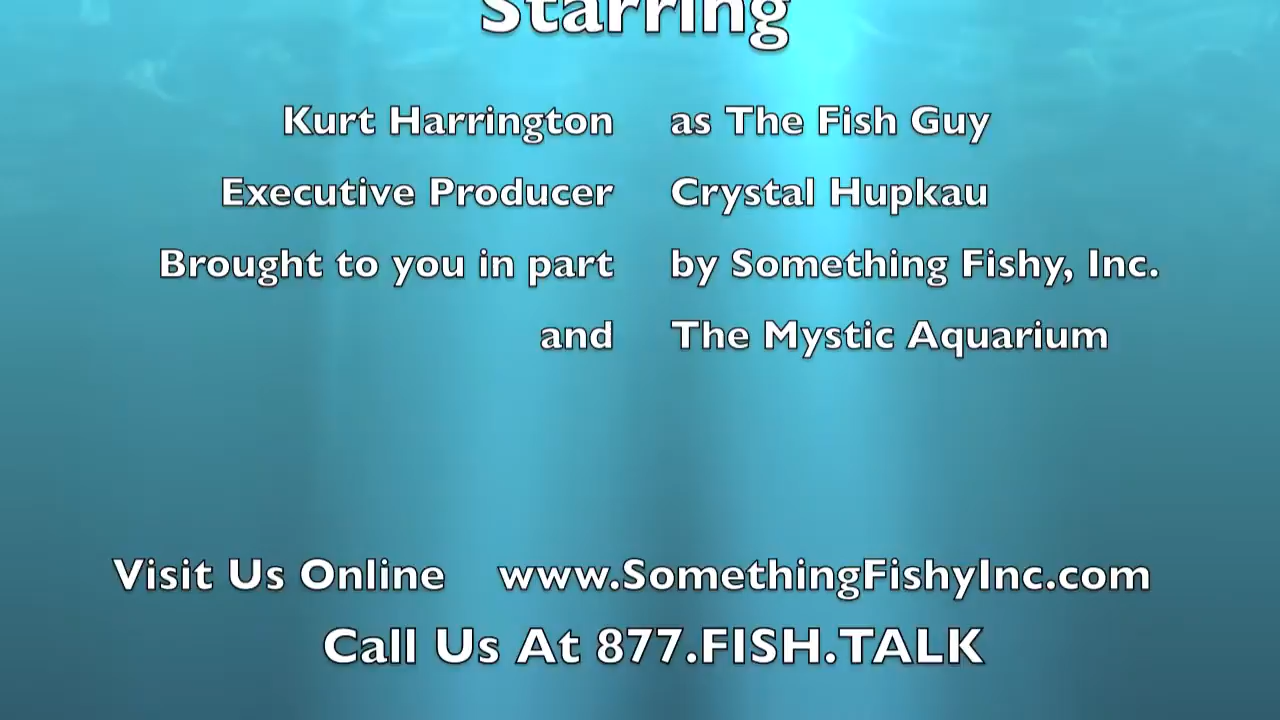 Starring
Kurt Harrington as The Fish Guy
Executive Producer Crystal Hupkau
Brought to you in part by Something Fishy, Inc.
and The Mystic Aquarium
Visit Us Online www.SomethingFishyInc.com
Call Us At 877.FISH.TALK